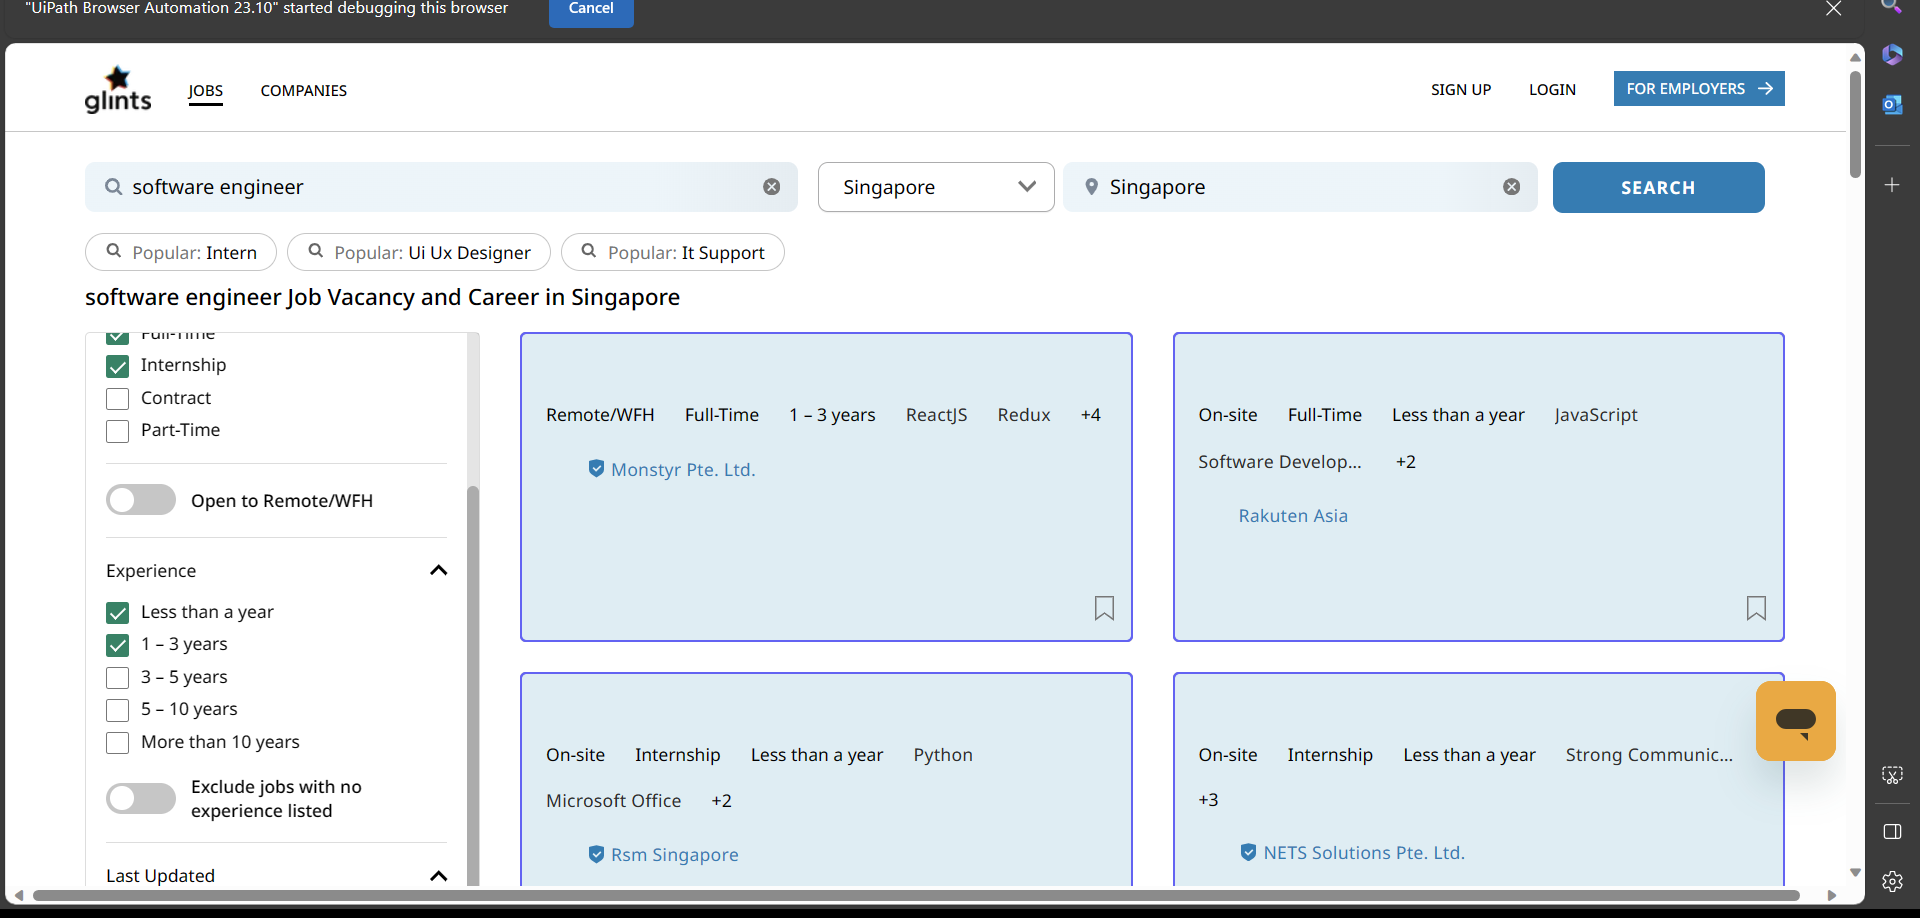 "UiPath Browser Automation 23.10" started debugging this browser
Cancel
glints
JOBS
COMPANIES
SIGN UP
LOGIN
FOR EMPLOYERS
software engineer
Singapore
Singapore
SEARCH
Popular: Intern
Popular: Ui Ux Designer
Popular: It Support
software engineer Job Vacancy and Career in Singapore
Full-Time
Internship
Contract
Part-Time
Open to Remote/WFH
Experience
Less than a year
1 – 3 years
3 – 5 years
5 – 10 years
More than 10 years
Exclude jobs with no
experience listed
Last Updated
Remote/WFH Full-Time 1 – 3 years ReactJS Redux +4
Monstyr Pte. Ltd.
On-site Full-Time Less than a year JavaScript
Software Develop... +2
Rakuten Asia
On-site Internship Less than a year Python
Microsoft Office +2
Rsm Singapore
On-site Internship Less than a year Strong Communic...
+3
NETS Solutions Pte. Ltd.